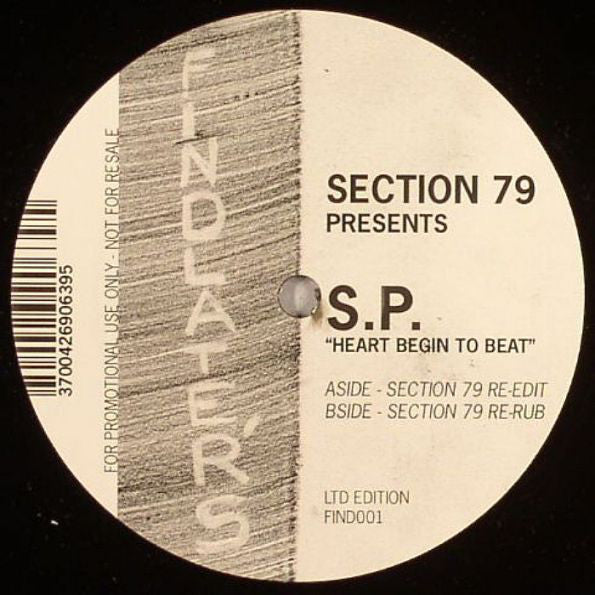 FINDLATER'S
FOR PROMOTIONAL USE ONLY - NOT FOR RESALE
3700426906395
SECTION 79
PRESENTS
S.P.
“HEART BEGIN TO BEAT”
ASIDE - SECTION 79 RE-EDIT
BSIDE - SECTION 79 RE-RUB
LTD EDITION
FIND001